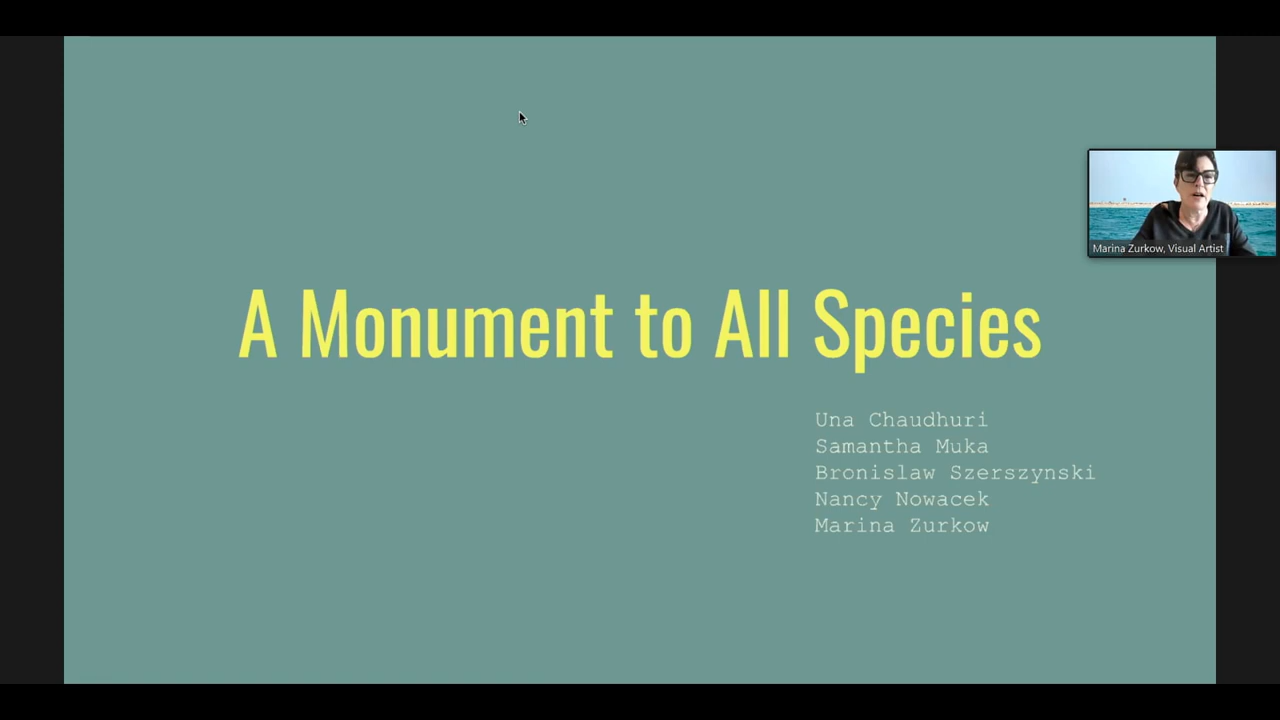 A Monument to All Species
Una Chaudhuri
Samantha Muka
Bronislaw Szerszynski
Nancy Nowacek
Marina Zurkow
Marina Zurkow, Visual Artist